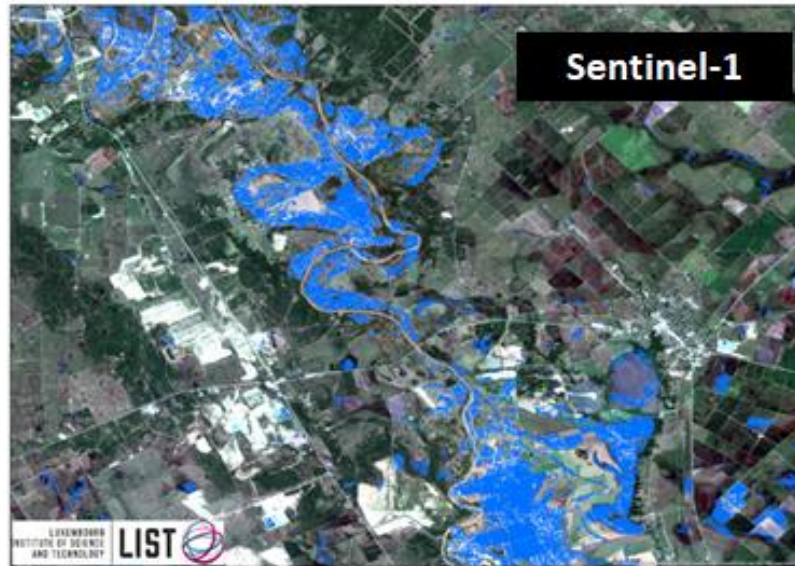 Sentinel-1
LUXEMBOURG
INSTITUTE OF SCIENCE
AND TECHNOLOGY
LIST